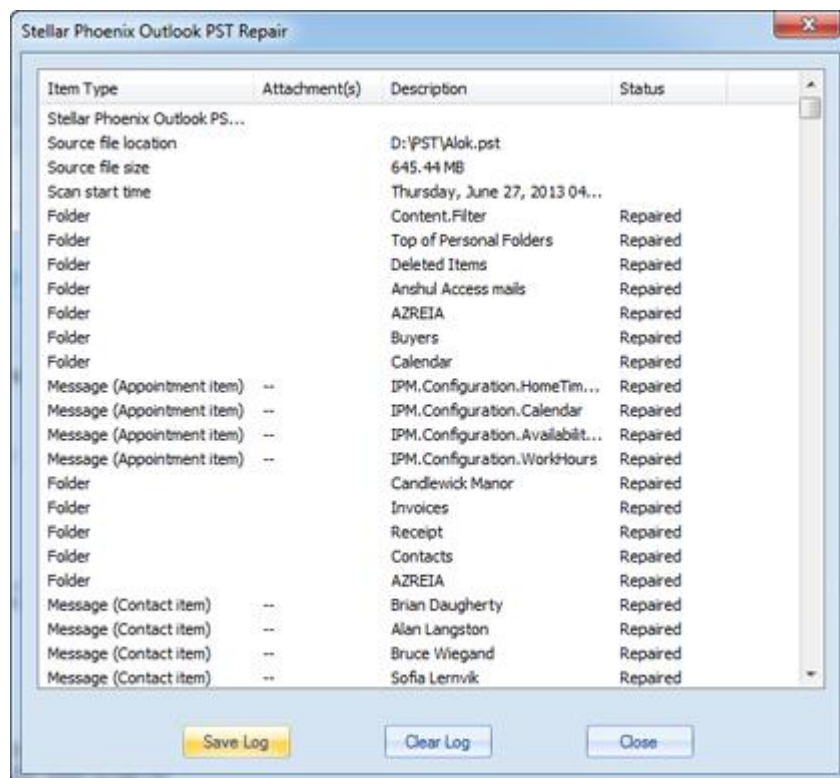 Stellar Phoenix Outlook PST Repair
Item Type Attachment(s) Description Status
Stellar Phoenix Outlook PS...
Source file location D:\PST\Alok.pst
Source file size 645.44 MB
Scan start time Thursday, June 27, 2013 04...
Folder Content.Filter Repaired
Folder Top of Personal Folders Repaired
Folder Deleted Items Repaired
Folder Anshul Access mails Repaired
Folder AZREIA Repaired
Folder Buyers Repaired
Folder Calendar Repaired
Message (Appointment item) -- IPM.Configuration.HomeTim... Repaired
Message (Appointment item) -- IPM.Configuration.Calendar Repaired
Message (Appointment item) -- IPM.Configuration.Availabilit... Repaired
Message (Appointment item) -- IPM.Configuration.WorkHours Repaired
Folder Candlewick Manor Repaired
Folder Invoices Repaired
Folder Receipt Repaired
Folder Contacts Repaired
Folder AZREIA Repaired
Message (Contact item) -- Brian Daugherty Repaired
Message (Contact item) -- Alan Langston Repaired
Message (Contact item) -- Bruce Wiegand Repaired
Message (Contact item) -- Sofia Lernvik Repaired
Save Log Clear Log Close